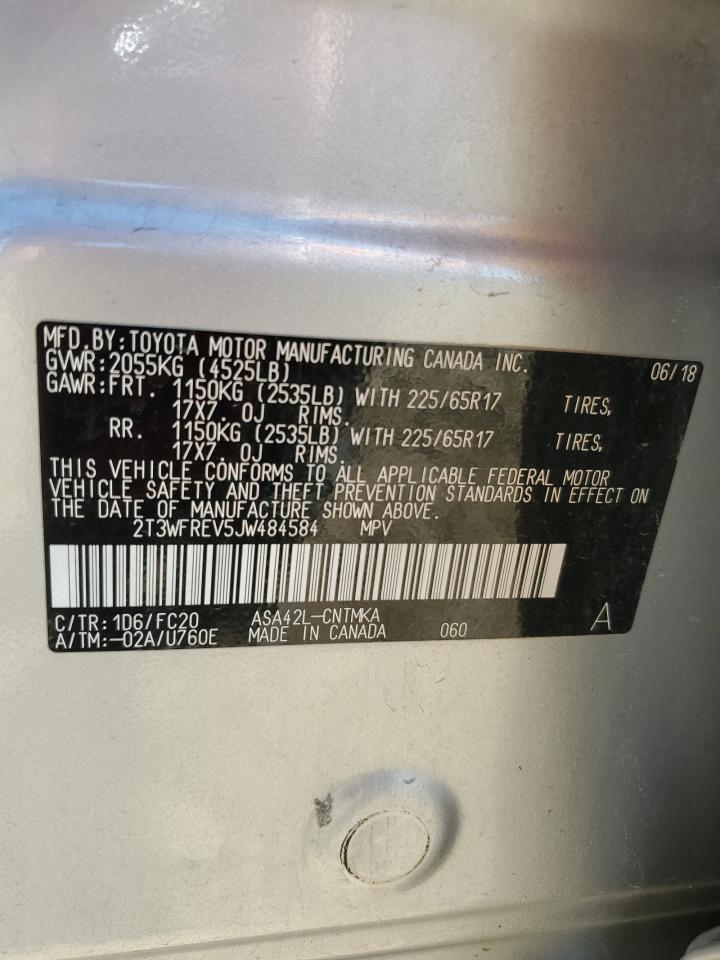 MFD.BY:TOYOTA MOTOR MANUFACTURING CANADA INC.
GVWR:2055KG (4525LB) 06/18
GAWR:FRT. 1150KG (2535LB) WITH 225/65R17 TIRES,
17X7.0J RIMS.
RR. 1150KG (2535LB) WITH 225/65R17 TIRES,
17X7.0J RIMS.
THIS VEHICLE CONFORMS TO ALL APPLICABLE FEDERAL MOTOR
VEHICLE SAFETY AND THEFT PREVENTION STANDARDS IN EFFECT ON
THE DATE OF MANUFACTURE SHOWN ABOVE.
2T3WFREV5JW484584 MPV
C/TR:1D6/FC20 ASA42L-CNTMKA
A/TM:-02A/U760E MADE IN CANADA 060 A